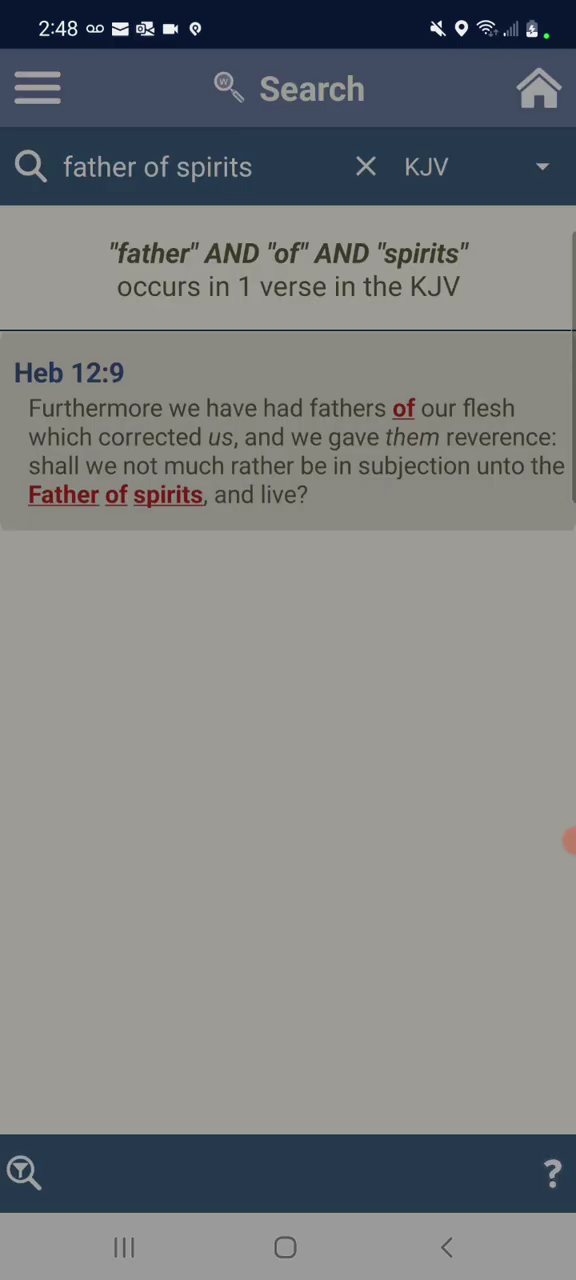 2:48
Search
father of spirits
KJV
"father" AND "of" AND "spirits"
occurs in 1 verse in the KJV
Heb 12:9
Furthermore we have had fathers of our flesh
which corrected us, and we gave them reverence:
shall we not much rather be in subjection unto the
Father of spirits, and live?
?